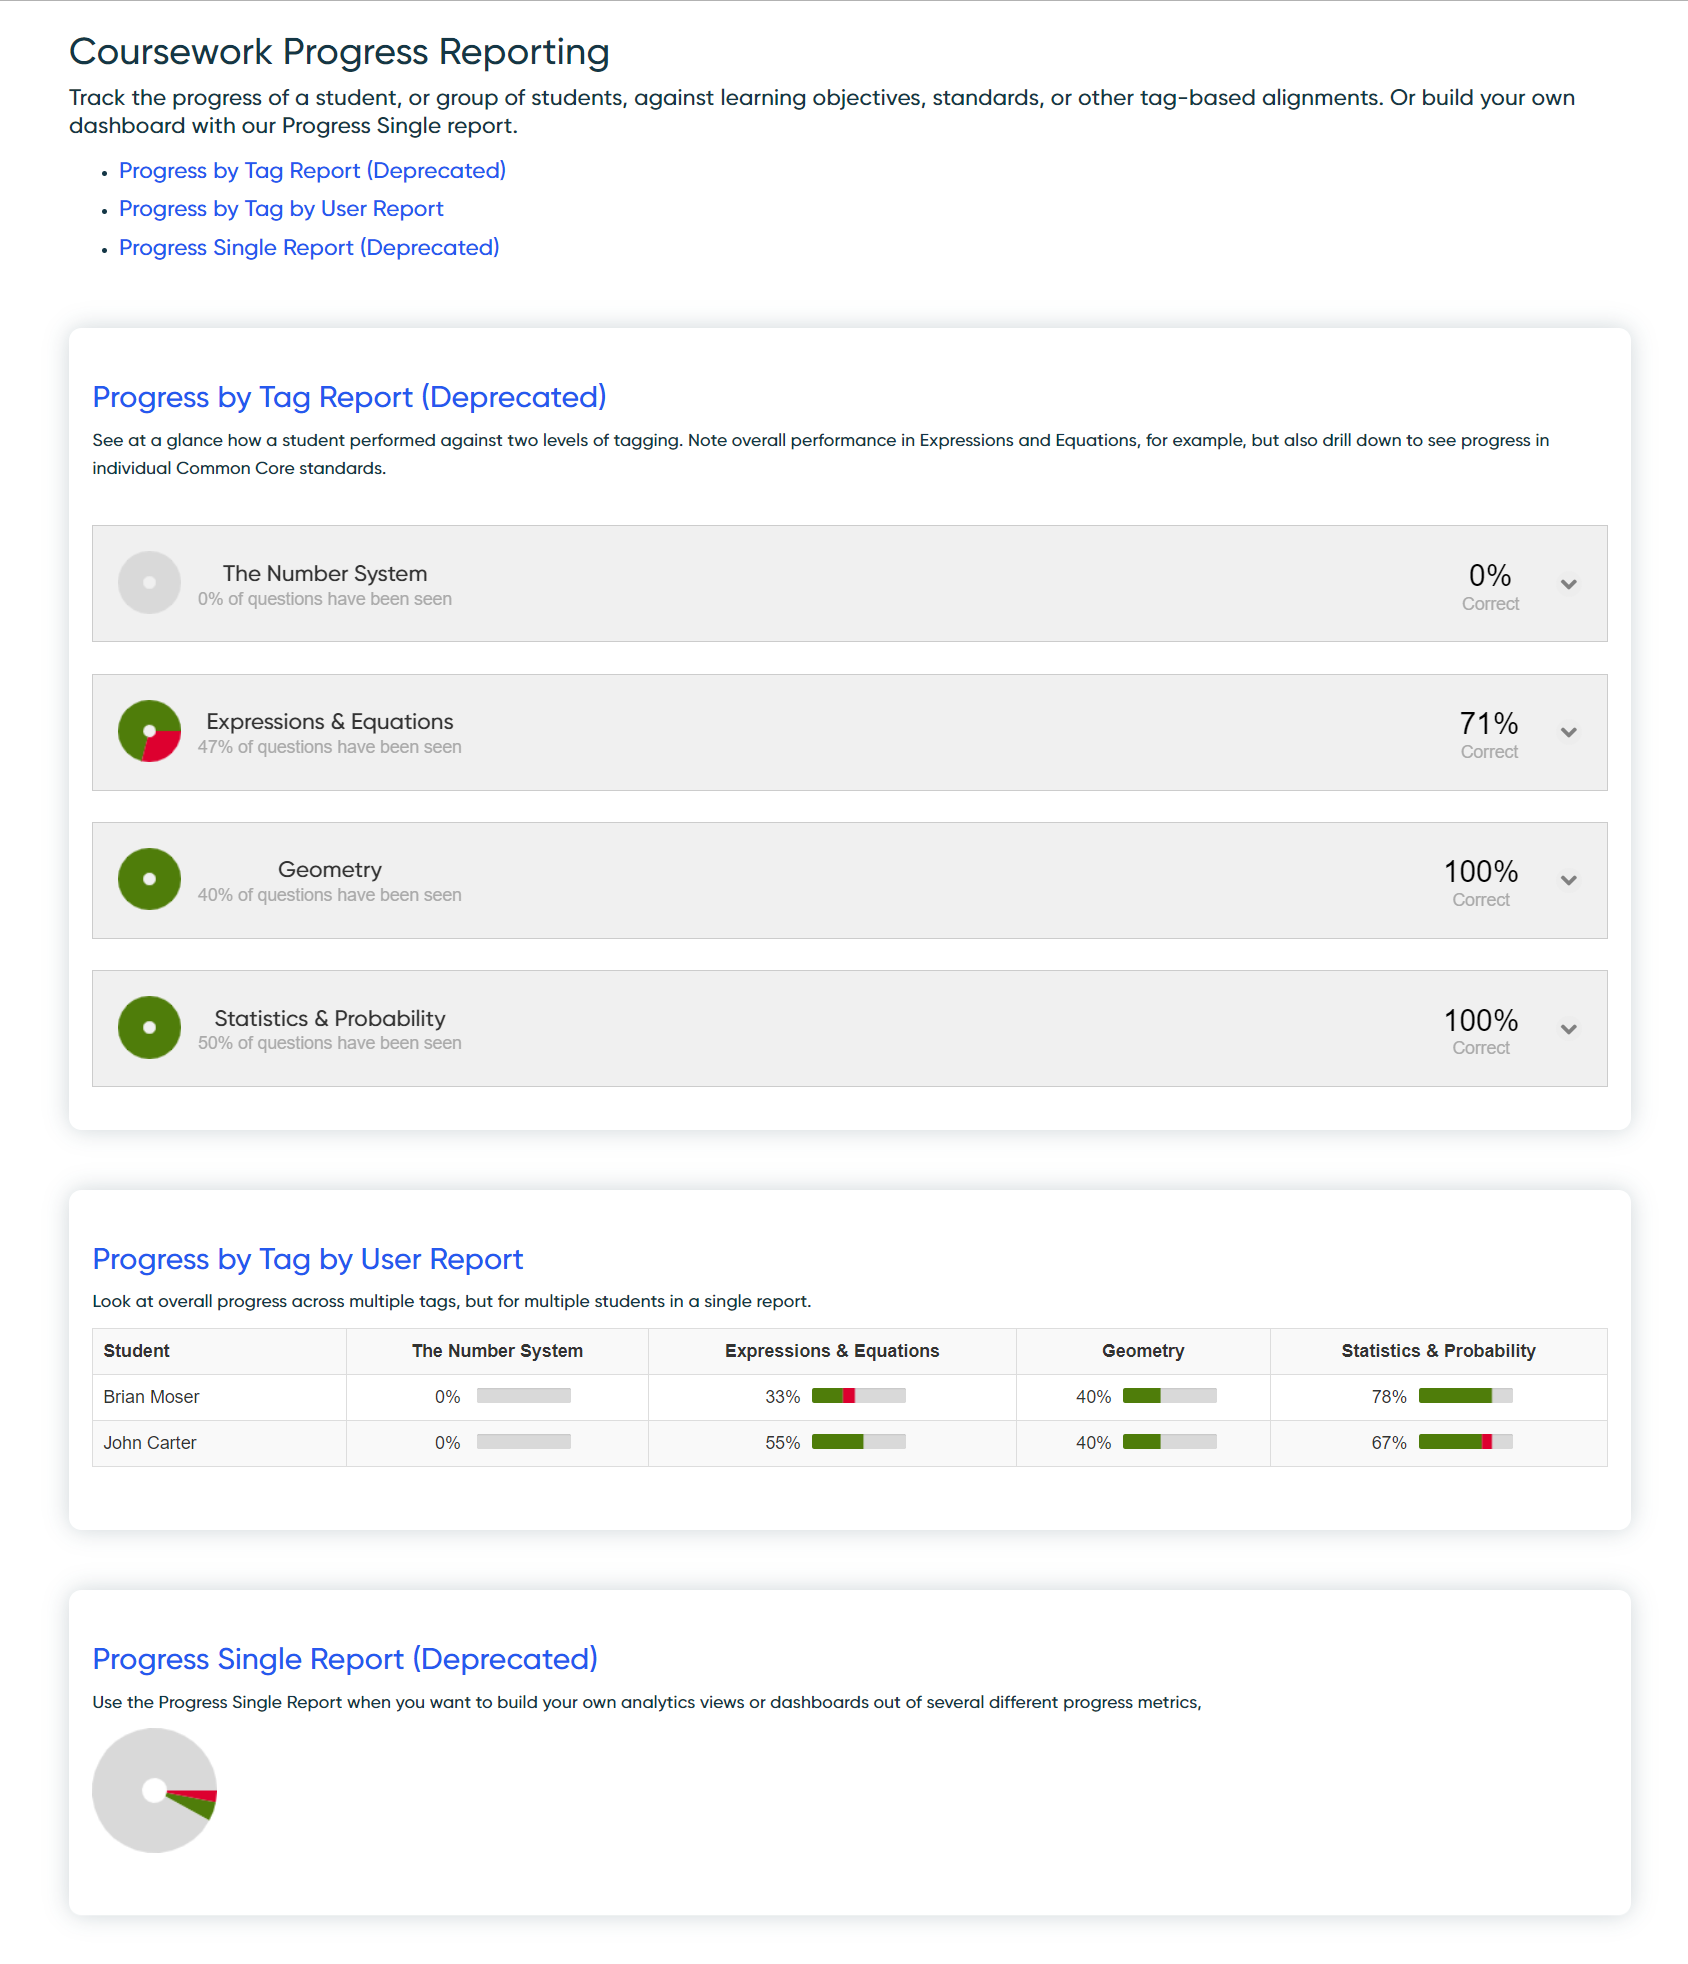 Coursework Progress Reporting
Track the progress of a student, or group of students, against learning objectives, standards, or other tag-based alignments. Or build your own
dashboard with our Progress Single report.
• Progress by Tag Report (Deprecated)
• Progress by Tag by User Report
• Progress Single Report (Deprecated)
Progress by Tag Report (Deprecated)
See at a glance how a student performed against two levels of tagging. Note overall performance in Expressions and Equations, for example, but also drill down to see progress in
individual Common Core standards.
The Number System
0% of questions have been seen
0%
Correct
Expressions & Equations
47% of questions have been seen
71%
Correct
Geometry
40% of questions have been seen
100%
Correct
Statistics & Probability
50% of questions have been seen
100%
Correct
Progress by Tag by User Report
Look at overall progress across multiple tags, but for multiple students in a single report.
Student The Number System Expressions & Equations Geometry Statistics & Probability
Brian Moser 0% 33% 40% 78%
John Carter 0% 55% 40% 67%
Progress Single Report (Deprecated)
Use the Progress Single Report when you want to build your own analytics views or dashboards out of several different progress metrics,